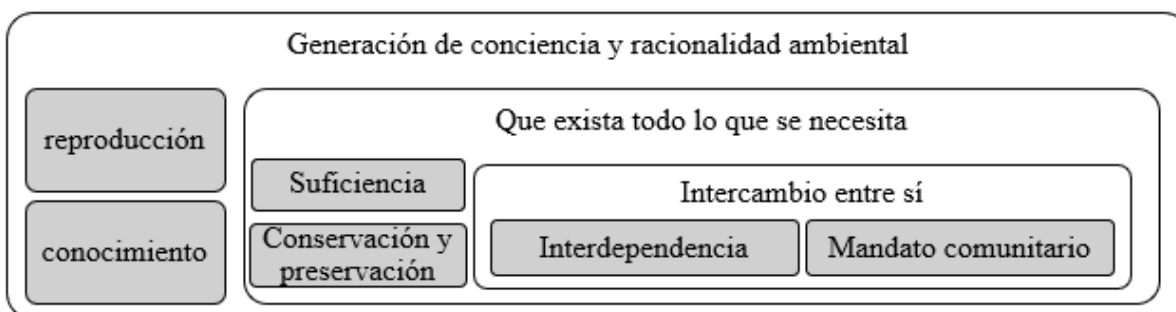 Generación de conciencia y racionalidad ambiental
reproducción
conocimiento
Que exista todo lo que se necesita
Suficiencia
Conservación y
preservación
Intercambio entre sí
Interdependencia
Mandato comunitario